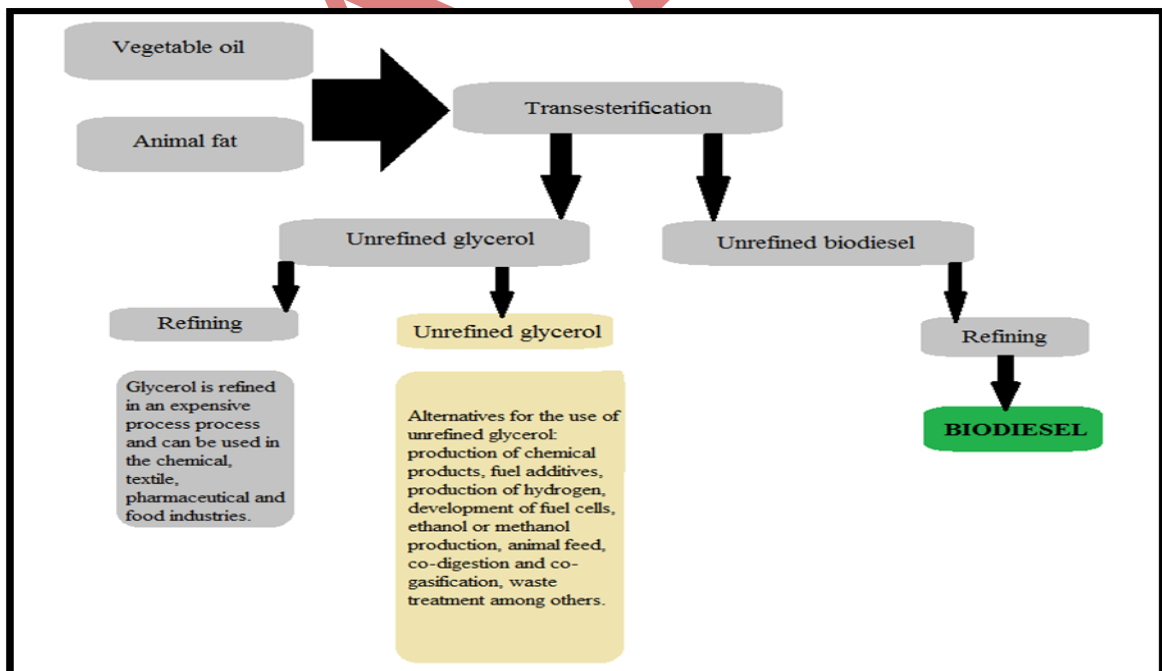 Vegetable oil
Animal fat
Transesterification
Unrefined glycerol
Unrefined biodiesel
Refining
Unrefined glycerol
Refining
Glycerol is refined
in an expensive
process process
and can be used in
the chemical,
textile,
pharmaceutical and
food industries.
Alternatives for the use of
unrefined glycerol:
production of chemical
products, fuel additives,
production of hydrogen,
development of fuel cells,
ethanol or methanol
production, animal feed,
co-digestion and co-
gasification, waste
treatment among others.
BIODIESEL